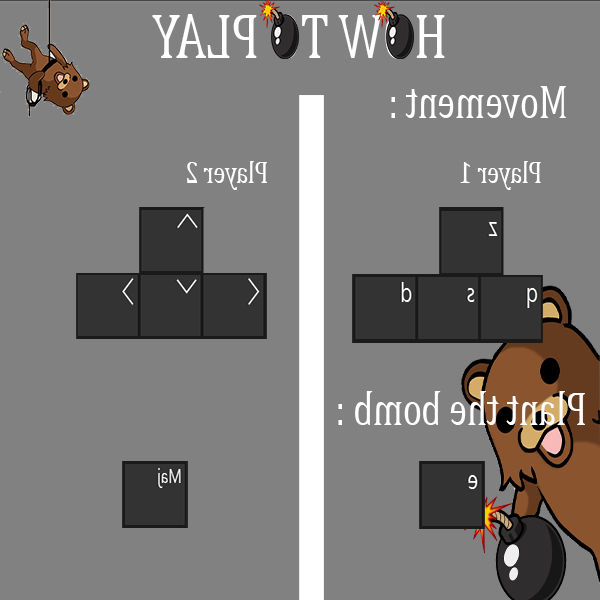 HOW TO PLAY
Movement :
Player 1 Player 2
z ^
q s d < v >
Plant the bomb :
e Maj